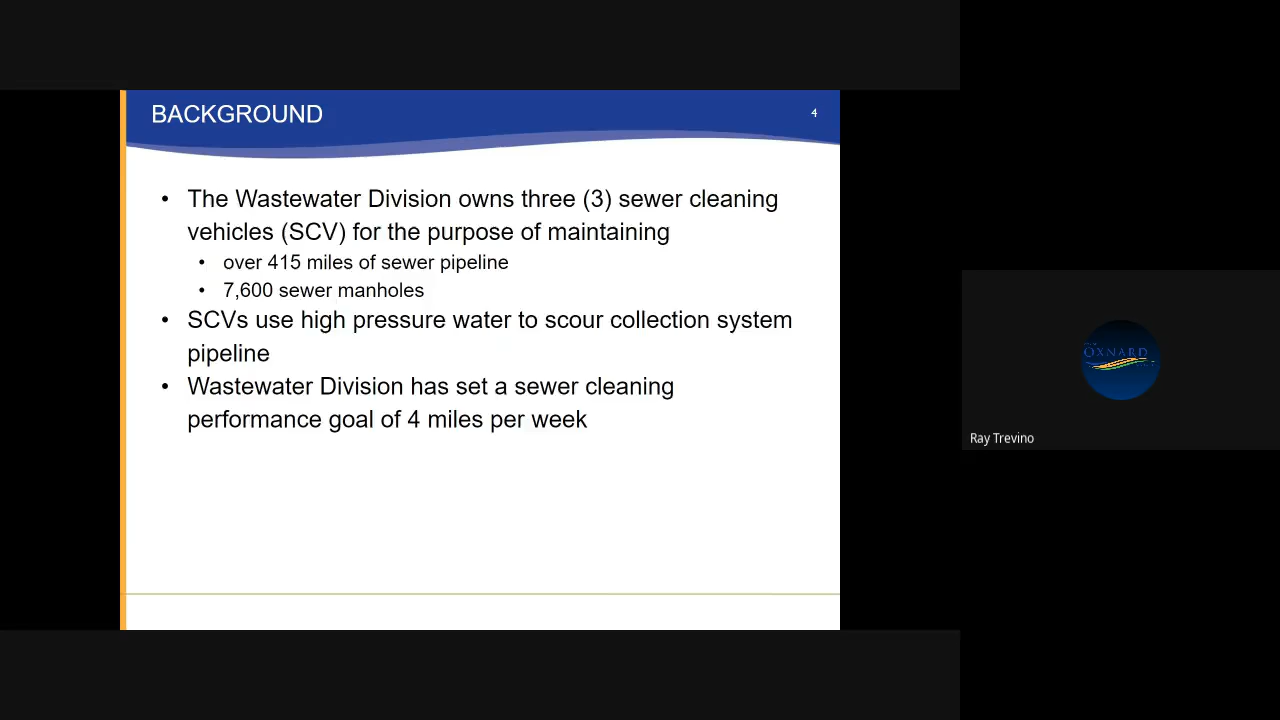 BACKGROUND
4
• The Wastewater Division owns three (3) sewer cleaning
vehicles (SCV) for the purpose of maintaining
• over 415 miles of sewer pipeline
• 7,600 sewer manholes
• SCVs use high pressure water to scour collection system
pipeline
• Wastewater Division has set a sewer cleaning
performance goal of 4 miles per week
OXNARD
Ray Trevino